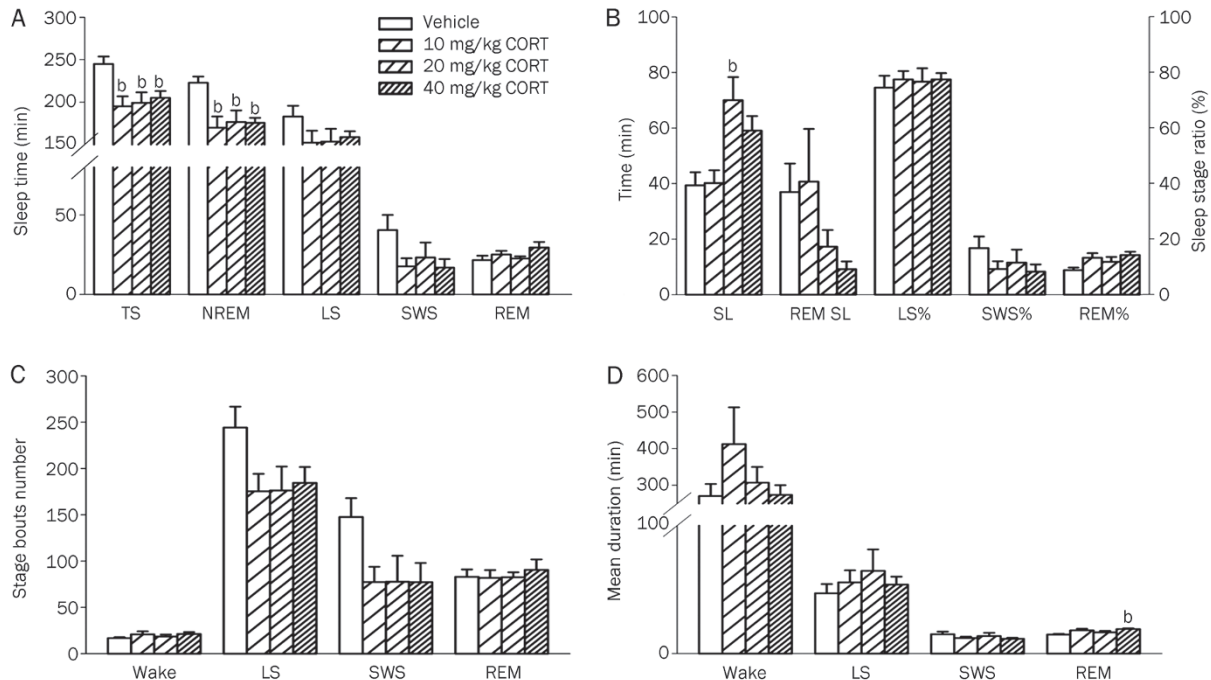 A
300
250
200
150
50
0
Sleep time (min)
b b b
b b b
TS NREM LS SWS REM
Vehicle
10 mg/kg CORT
20 mg/kg CORT
40 mg/kg CORT
B
100
80
60
40
20
0
Time (min)
b
SL REM SL LS% SWS% REM%
100
80
60
40
20
0
Sleep stage ratio (%)
C
300
250
200
150
100
50
0
Stage bouts number
Wake LS SWS REM
D
600
500
400
300
100
0
Mean duration (min)
b
Wake LS SWS REM